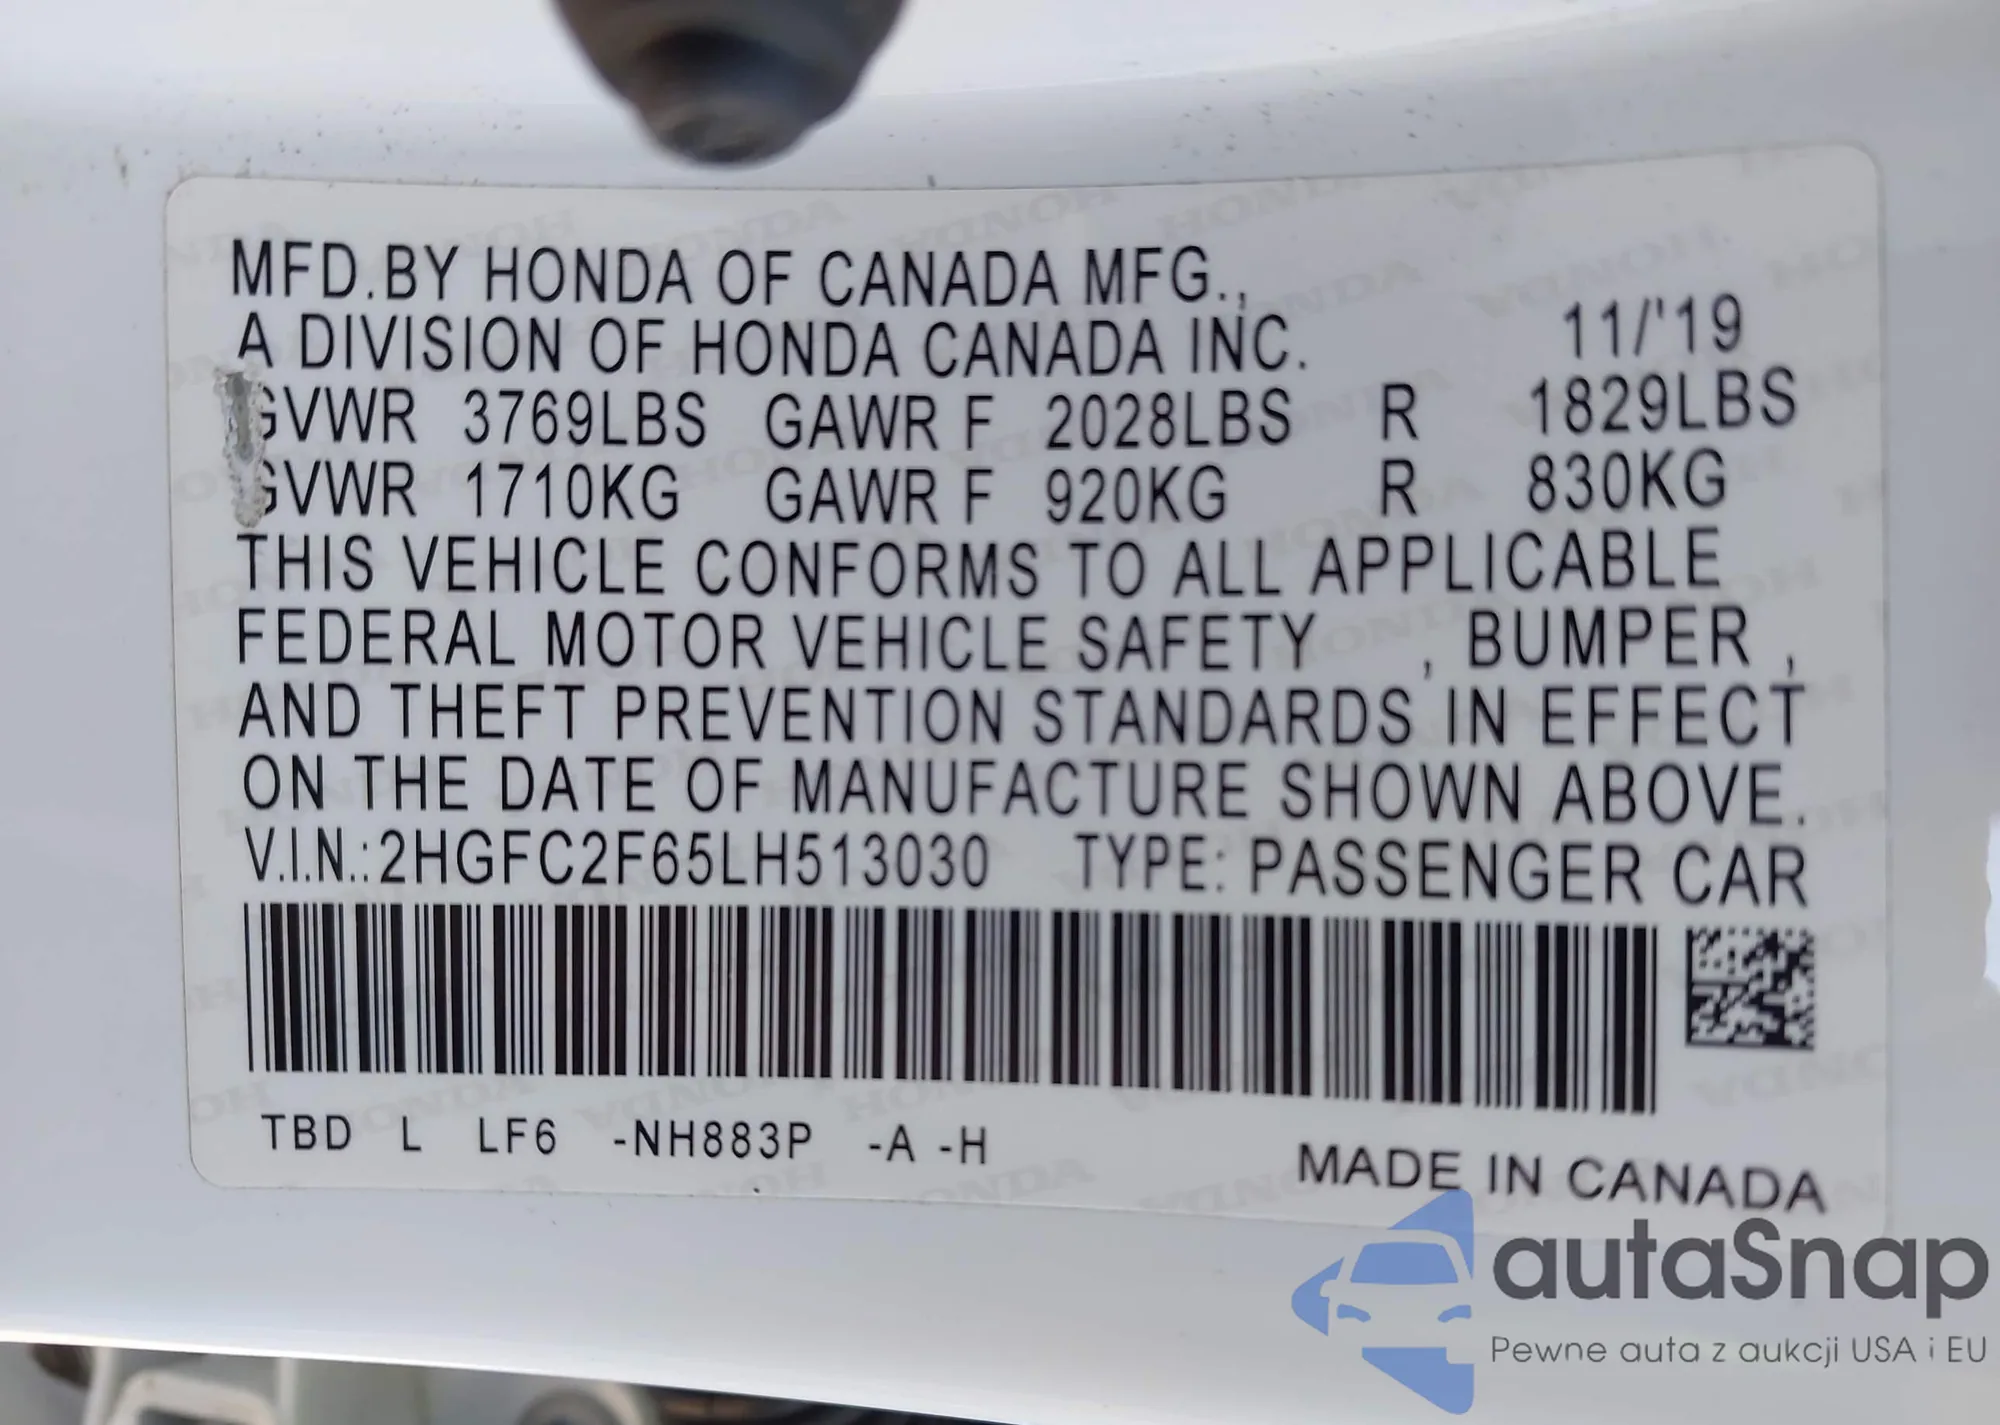 MFD.BY HONDA OF CANADA MFG.,
A DIVISION OF HONDA CANADA INC. 11/'19
GVWR 3769LBS GAWR F 2028LBS R 1829LBS
GVWR 1710KG GAWR F 920KG R 830KG
THIS VEHICLE CONFORMS TO ALL APPLICABLE
FEDERAL MOTOR VEHICLE SAFETY , BUMPER ,
AND THEFT PREVENTION STANDARDS IN EFFECT
ON THE DATE OF MANUFACTURE SHOWN ABOVE.
V.I.N.:2HGFC2F65LH513030 TYPE: PASSENGER CAR
TBD L LF6 -NH883P -A -H
MADE IN CANADA
autaSnap
Pewne auta z aukcji USA i EU